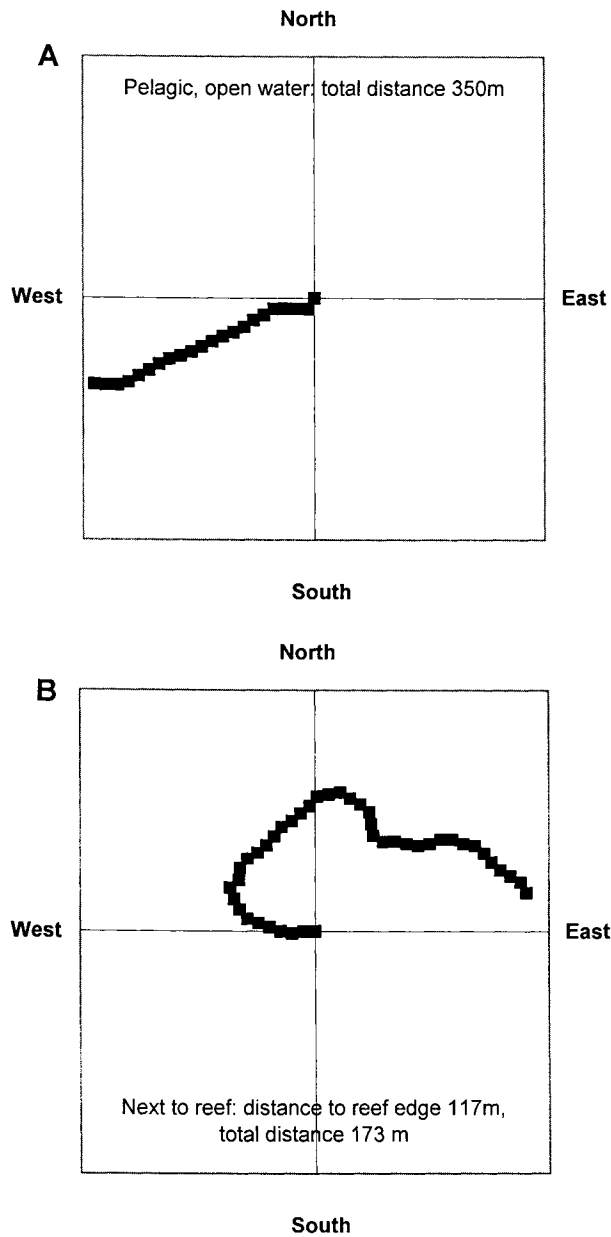 North
A
Pelagic, open water: total distance 350m
West
East
South
North
B
West
East
Next to reef: distance to reef edge 117m,
total distance 173 m
South